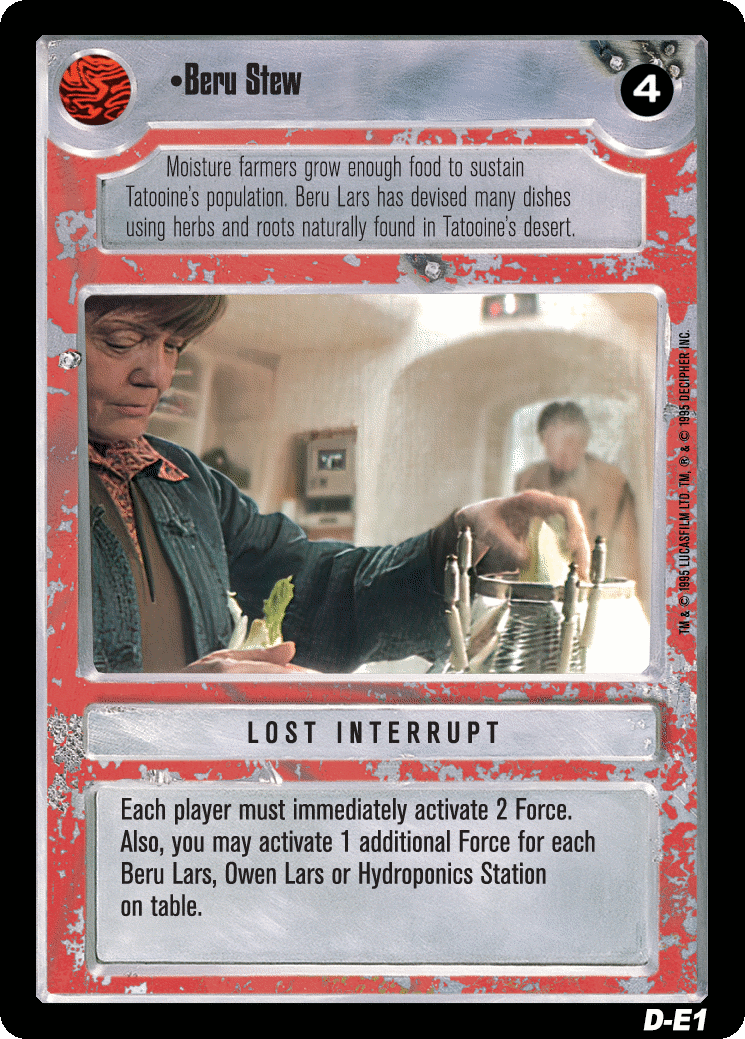 •Beru Stew
4
Moisture farmers grow enough food to sustain
Tatooine's population. Beru Lars has devised many dishes
using herbs and roots naturally found in Tatooine's desert.
TM & © 1995 LUCASFILM LTD. TM, ® & © 1995 DECIPHER INC.
LOST INTERRUPT
Each player must immediately activate 2 Force.
Also, you may activate 1 additional Force for each
Beru Lars, Owen Lars or Hydroponics Station
on table.
D-E1